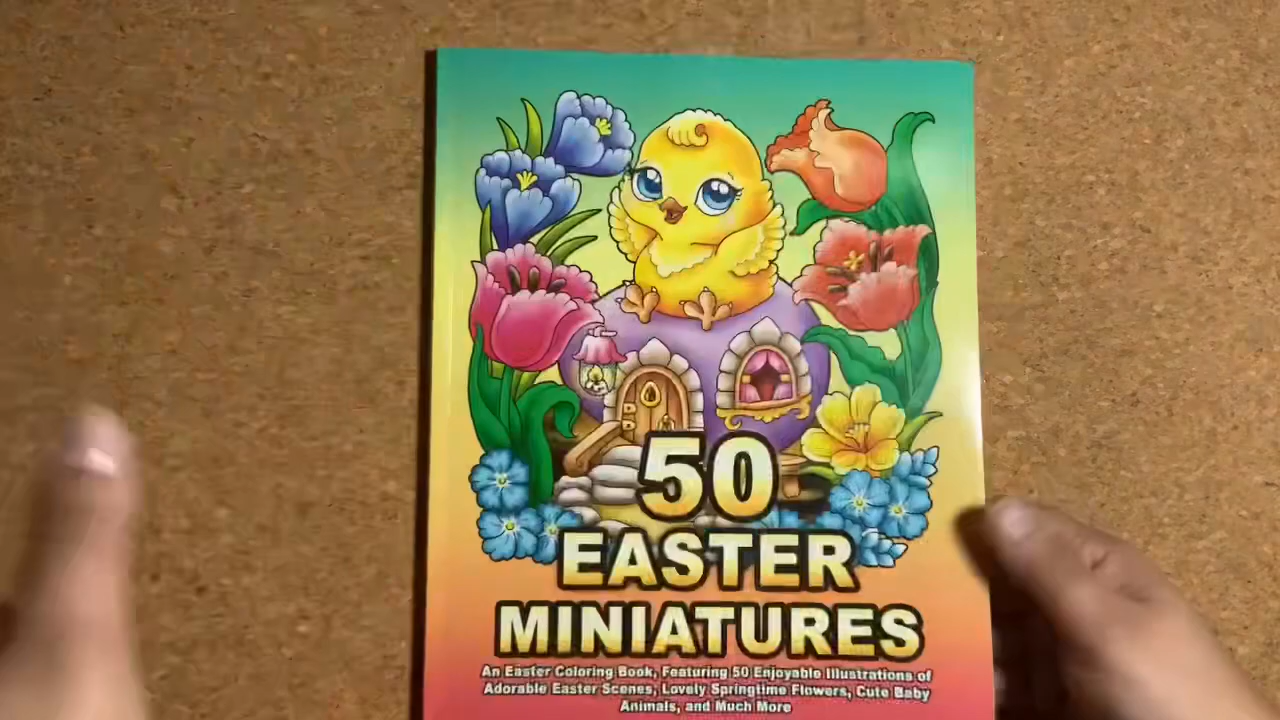 50
EASTER
MINIATURES
An Easter Coloring Book, Featuring 50 Enjoyable Illustrations of
Adorable Easter Scenes, Lovely Springtime Flowers, Cute Baby
Animals, and Much More